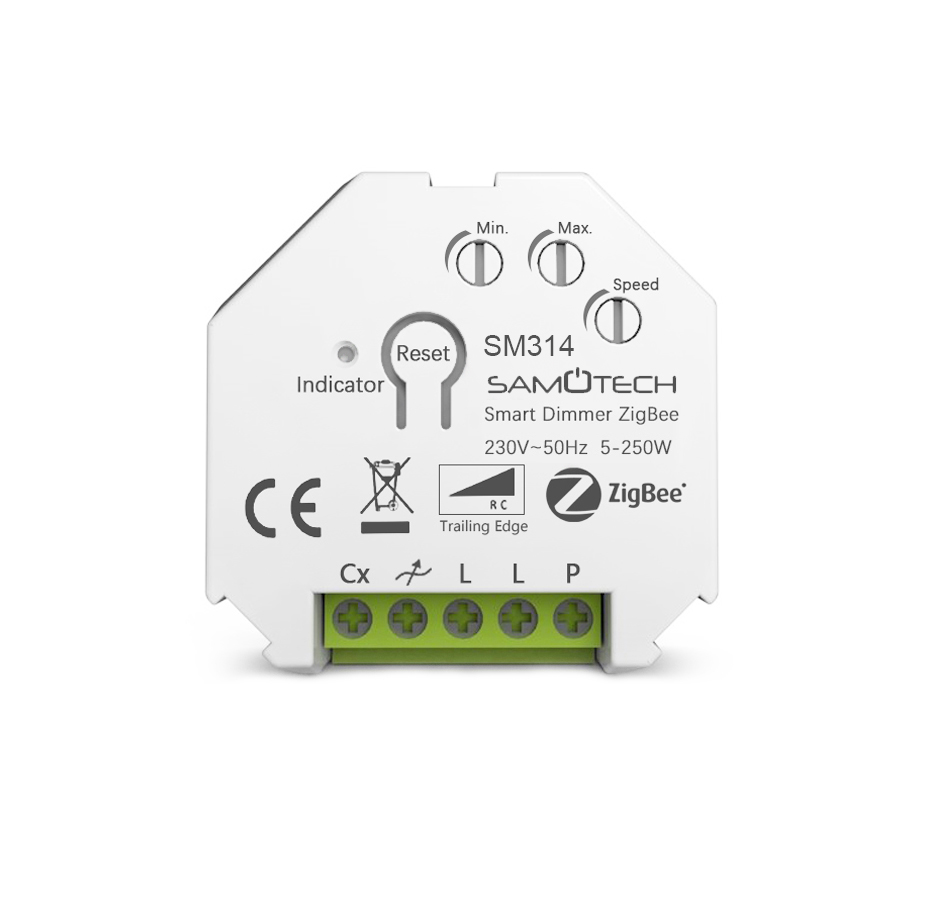 Min. Max.
Speed
Reset
Indicator
SM314
SAMOTECH
Smart Dimmer ZigBee
230V~50Hz 5-250W
CE
R C
Trailing Edge
Z ZigBee
Cx L L P